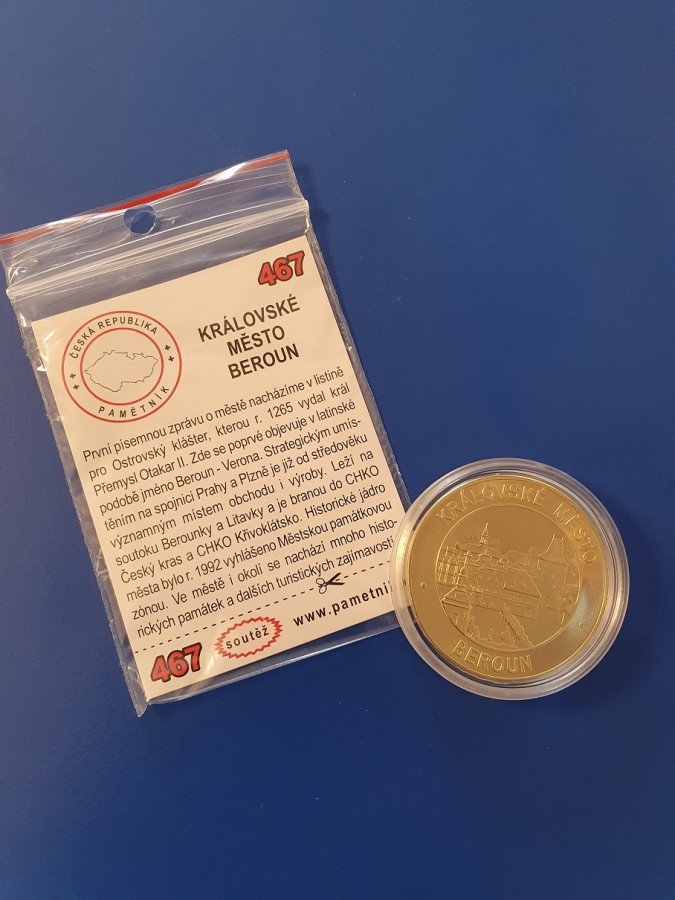 467
ČESKÁ REPUBLIKA
PAMĚTNÍK
KRÁLOVSKÉ
MĚSTO
BEROUN
První písemnou zprávu o městě nacházíme v listině
pro Ostrovský klášter, kterou r. 1265 vydal král
Přemysl Otakar II. Zde se poprvé objevuje v latinské
podobě jméno Beroun - Verona. Strategickým umís-
těním na spojnici Prahy a Plzně je již od středověku
významným místem obchodu i výroby. Leží na
soutoku Berounky a Litavky a je branou do CHKO
Český kras a CHKO Křivoklátsko. Historické jádro
města bylo r. 1992 vyhlášeno Městskou památkovou
zónou. Ve městě i okolí se nachází mnoho histo-
rických památek a dalších turistických zajímavostí.
467
soutěž
www.pametnik
KRÁLOVSKÉ MĚSTO
BEROUN